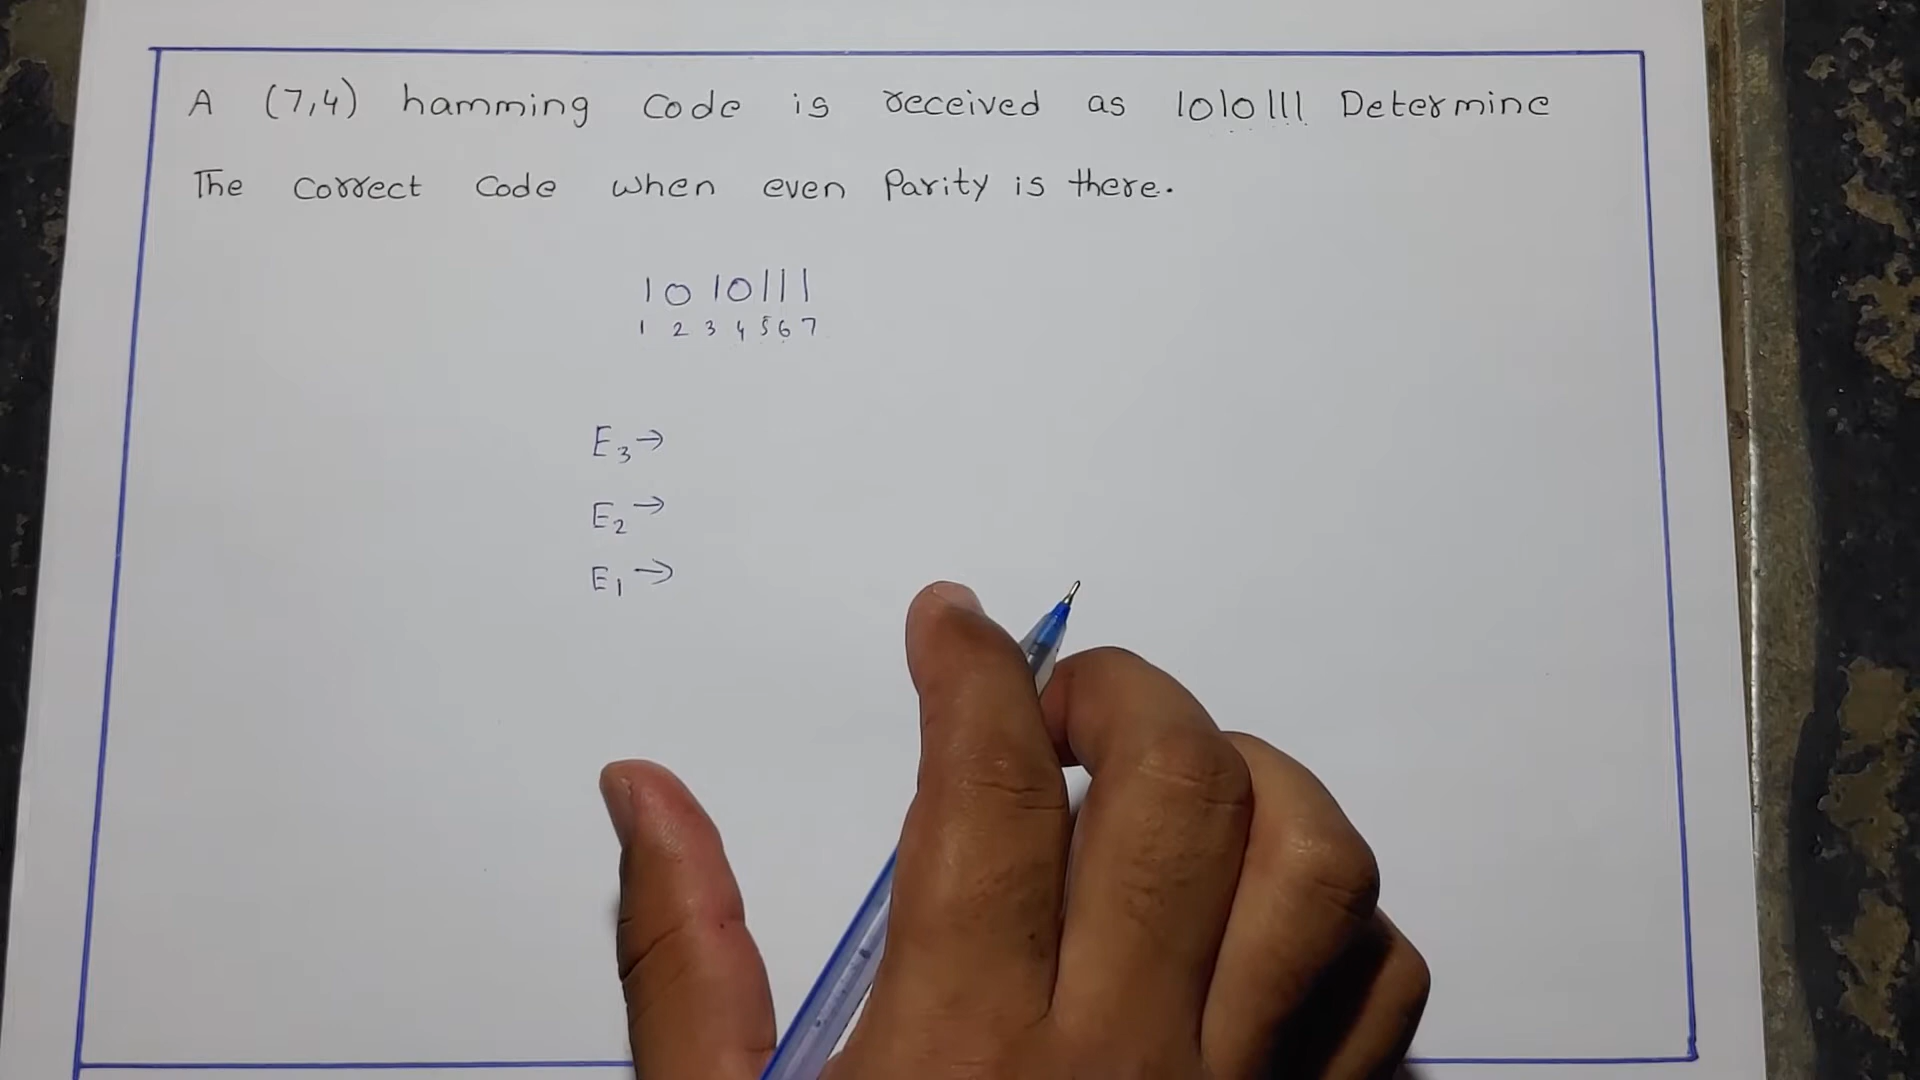 A (7,4) hamming code is received as 1010111 Determine
The correct code when even Parity is there.
1010111
1 2 3 4 5 6 7
E3→
E2→
E1→